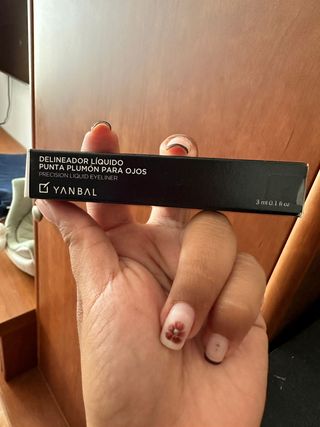 DELINEADOR LÍQUIDO
PUNTA PLUMÓN PARA OJOS
PRECISION LIQUID EYELINER
YANBAL
3 ml/0.1 fl oz